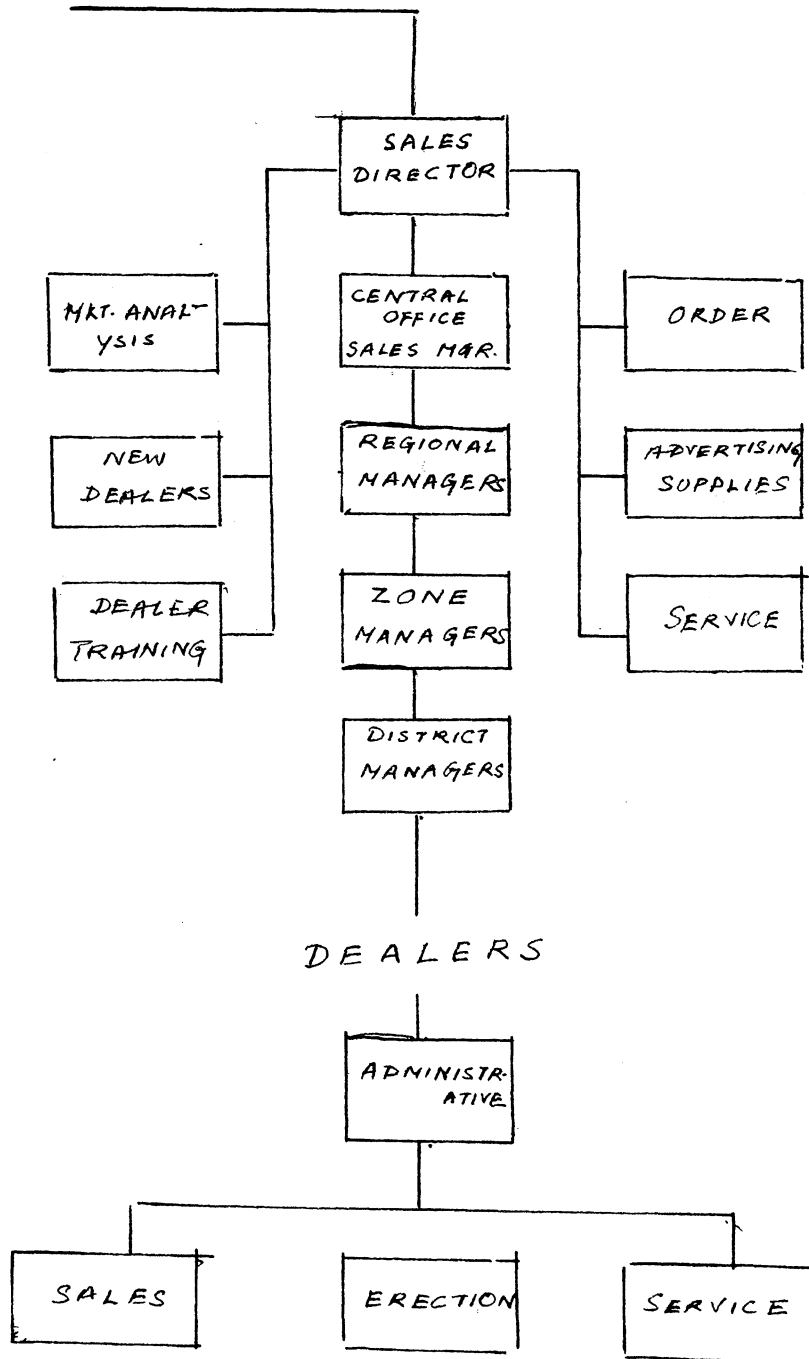 SALES
DIRECTOR
MKT. ANAL-
YSIS
CENTRAL
OFFICE
SALES MGR.
ORDER
NEW
DEALERS
REGIONAL
MANAGERS
ADVERTISING
SUPPLIES
DEALER
TRAINING
ZONE
MANAGERS
SERVICE
DISTRICT
MANAGERS
DEALERS
ADMINISTR-
ATIVE
SALES
ERECTION
SERVICE